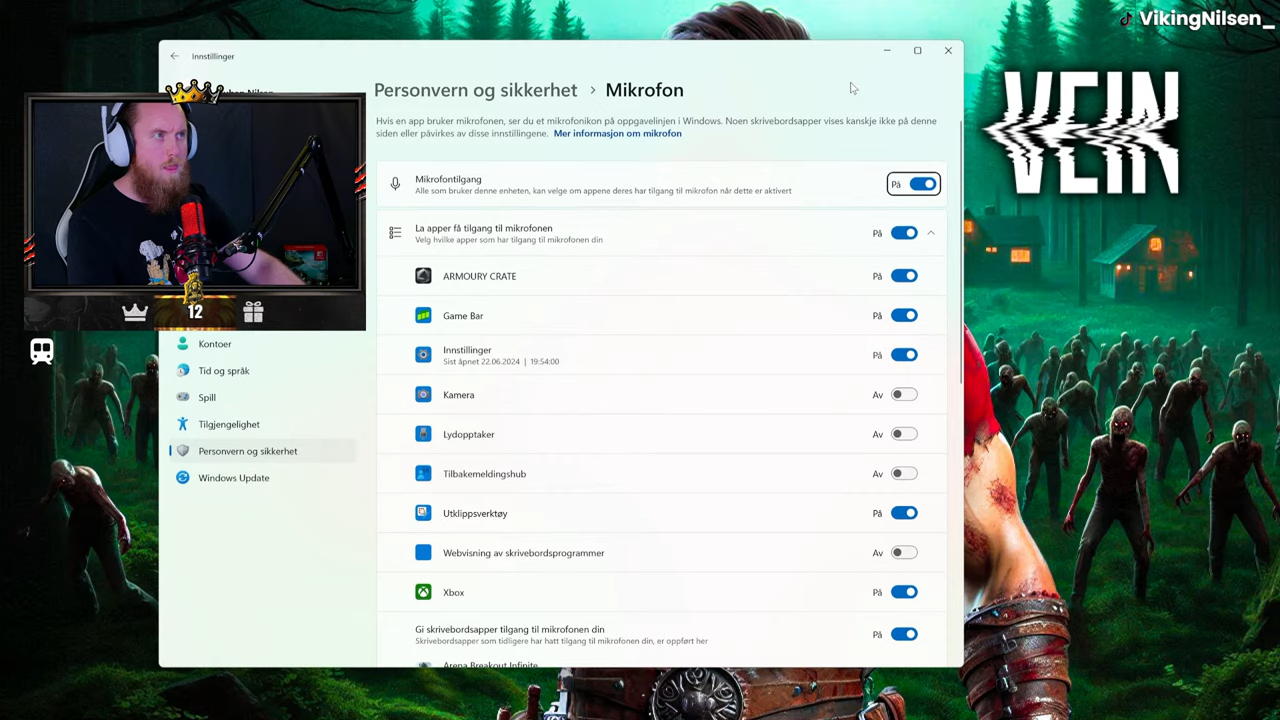 VikingNilsen_
Innstillinger
Nilsen
Personvern og sikkerhet › Mikrofon
Hvis en app bruker mikrofonen, ser du et mikrofonikon på oppgavelinjen i Windows. Noen skrivebordsapper vises kanskje ikke på denne
siden eller påvirkes av disse innstillingene. Mer informasjon om mikrofon
VEIN
Mikrofontilgang
Alle som bruker denne enheten, kan velge om appene deres har tilgang til mikrofon når dette er aktivert
På
La apper få tilgang til mikrofonen
Velg hvilke apper som har tilgang til mikrofonen din
På
ARMOURY CRATE
På
12
Game Bar
På
Kontoer
Tid og språk
Spill
Tilgjengelighet
Personvern og sikkerhet
Windows Update
Innstillinger
Sist åpnet 22.06.2024 | 19:54:00
På
Kamera
Av
Lydopptaker
Av
Tilbakemeldingshub
Av
Utklippsverktøy
På
Webvisning av skrivebordsprogrammer
Av
Xbox
På
Gi skrivebordsapper tilgang til mikrofonen din
Skrivebordsapper som tidligere har hatt tilgang til mikrofonen din, er oppført her
På
Arena Breakout Infinite